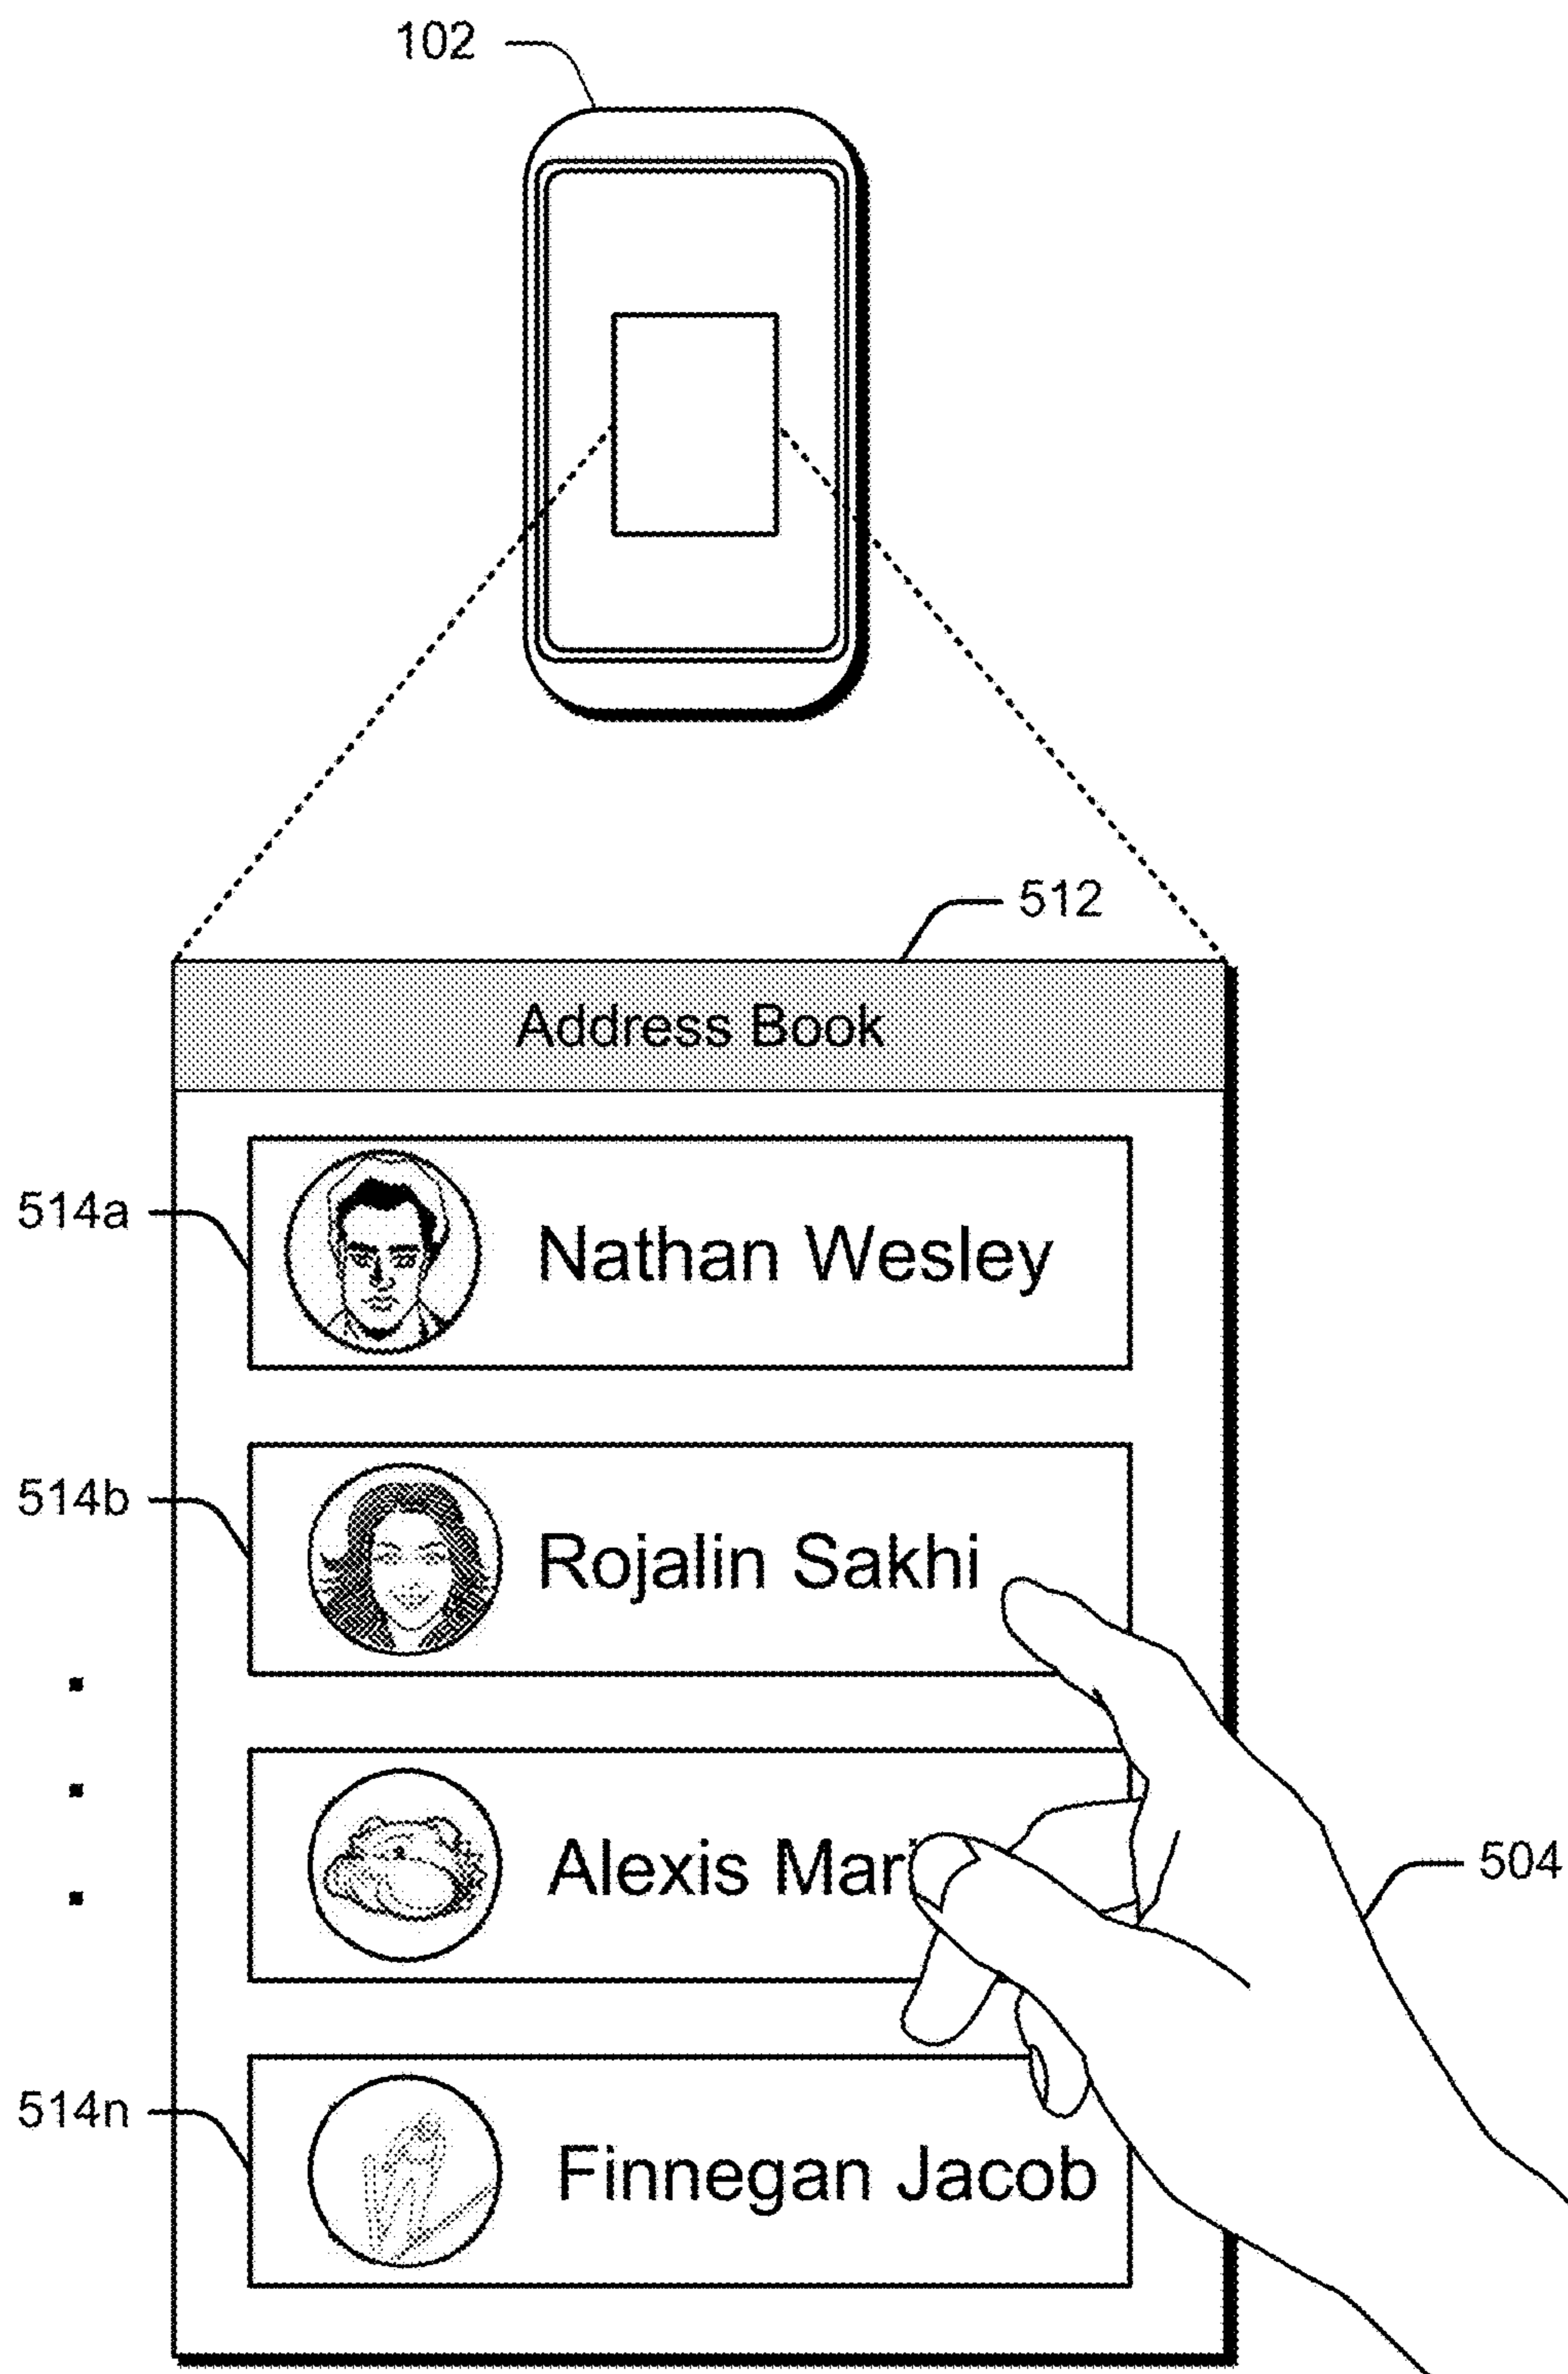 102
512
Address Book
514a
Nathan Wesley
514b
Rojalin Sakhi
Alexis
504
514n
Finnegan Jacob